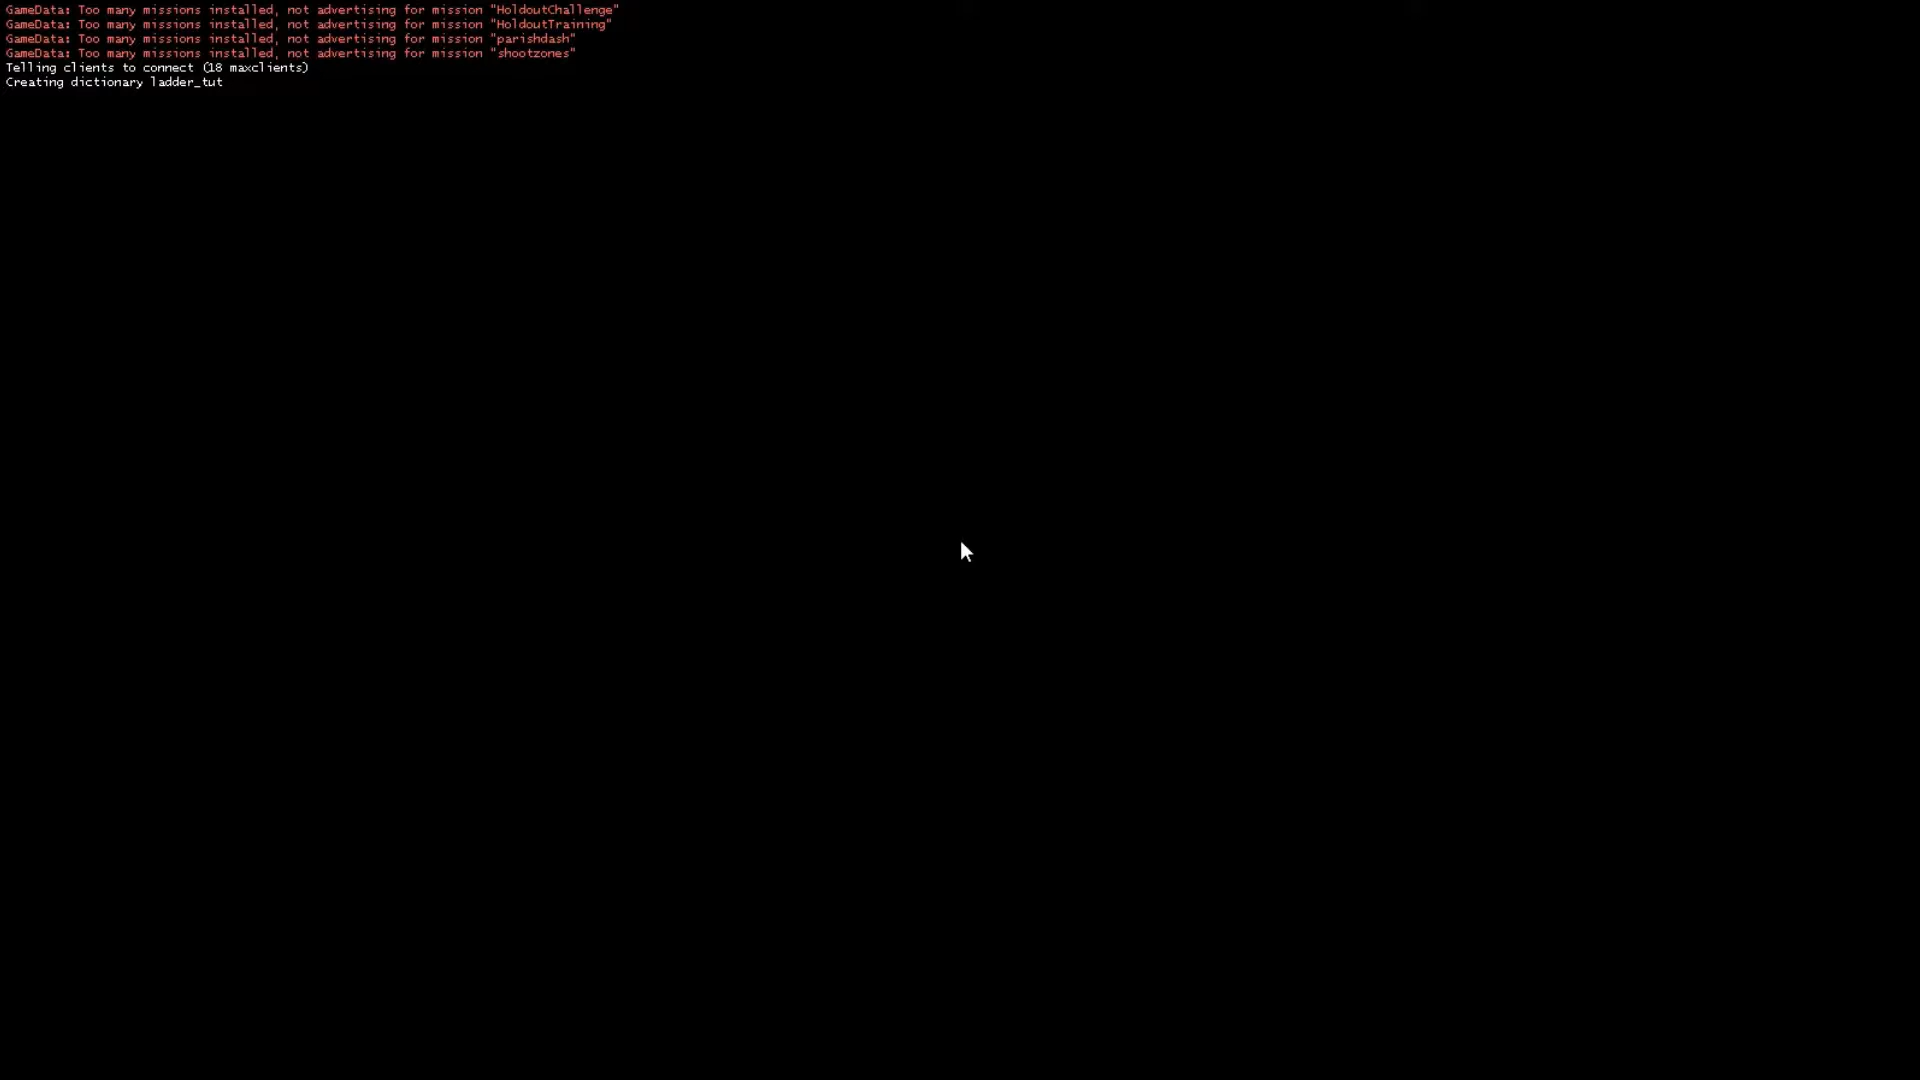 GameData: Too many missions installed, not advertising for mission "HoldoutChallenge"
GameData: Too many missions installed, not advertising for mission "HoldoutTraining"
GameData: Too many missions installed, not advertising for mission "parishdash"
GameData: Too many missions installed, not advertising for mission "shootzones"
Telling clients to connect (18 maxclients)
Creating dictionary ladder_tut